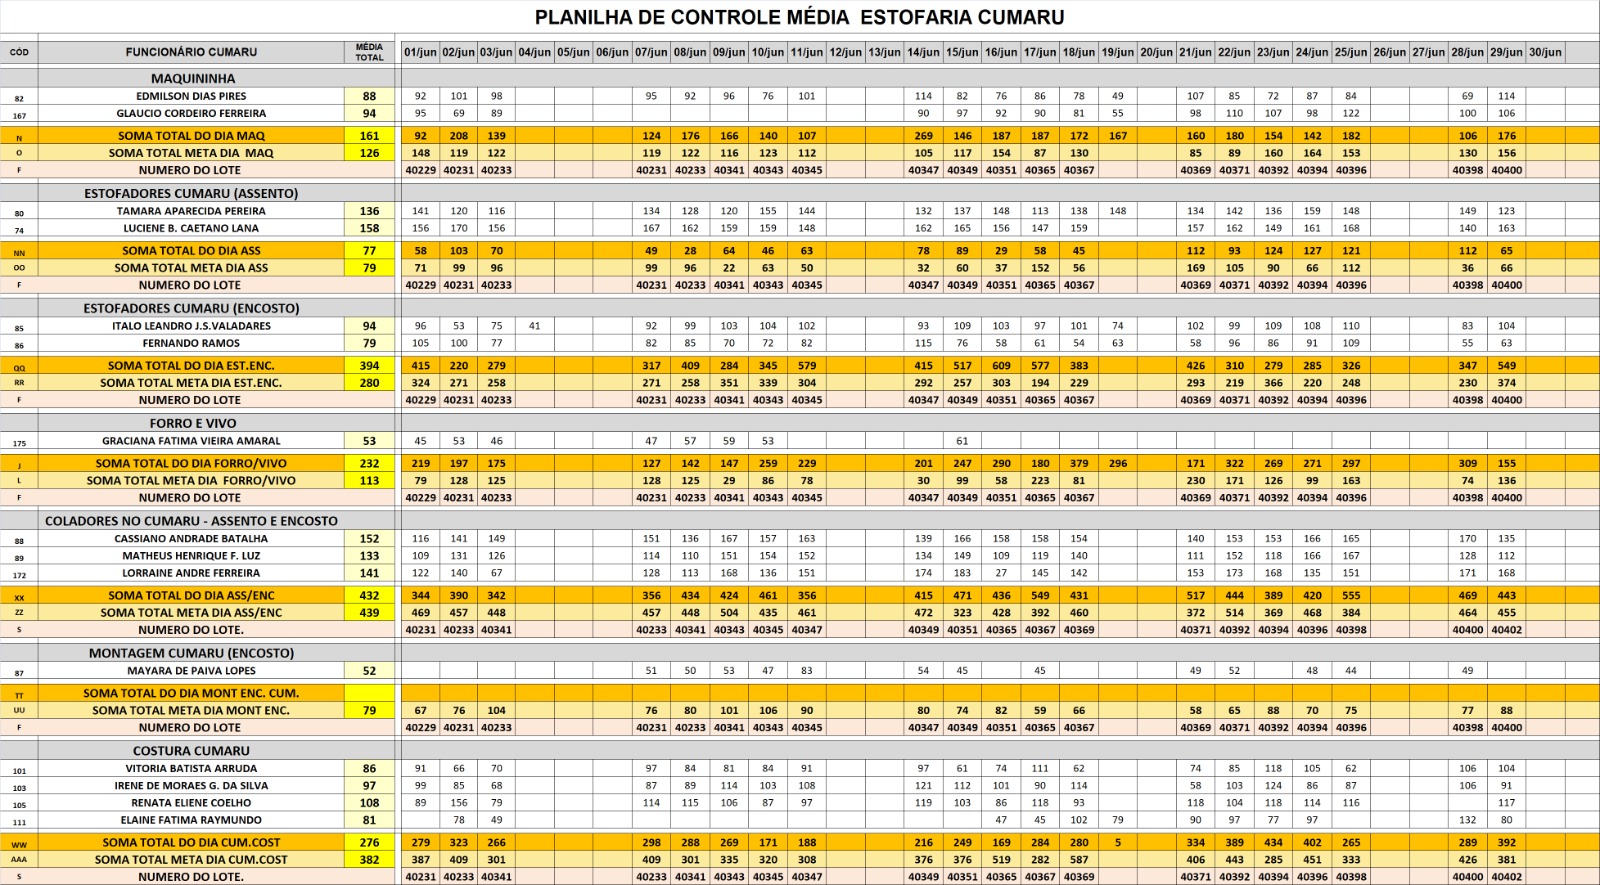 PLANILHA DE CONTROLE MÉDIA ESTOFARIA CUMARU
CÓD FUNCIONÁRIO CUMARU MÉDIA TOTAL 01/jun 02/jun 03/jun 04/jun 05/jun 06/jun 07/jun 08/jun 09/jun 10/jun 11/jun 12/jun 13/jun 14/jun 15/jun 16/jun 17/jun 18/jun 19/jun 20/jun 21/jun 22/jun 23/jun 24/jun 25/jun 26/jun 27/jun 28/jun 29/jun 30/jun
MAQUININHA
82 EDMILSON DIAS PIRES 88 92 101 98 95 92 96 76 101 114 82 76 86 78 49 107 85 72 87 84 69 114
167 GLAUCIO CORDEIRO FERREIRA 94 95 69 89 90 97 92 90 81 55 98 110 107 98 122 100 106
N SOMA TOTAL DO DIA MAQ 161 92 208 139 124 176 166 140 107 269 146 187 187 172 167 160 180 154 142 182 106 176
O SOMA TOTAL META DIA MAQ 126 148 119 122 119 122 116 123 112 105 117 154 87 130 85 89 160 164 153 130 156
F NUMERO DO LOTE 40229 40231 40233 40231 40233 40341 40343 40345 40347 40349 40351 40365 40367 40369 40371 40392 40394 40396 40398 40400
ESTOFADORES CUMARU (ASSENTO)
80 TAMARA APARECIDA PEREIRA 136 141 120 116 134 128 120 155 144 132 137 148 113 138 148 134 142 136 159 148 149 123
74 LUCIENE B. CAETANO LANA 158 156 170 156 167 162 159 159 148 162 165 156 147 159 157 162 149 161 168 140 163
NN SOMA TOTAL DO DIA ASS 77 58 103 70 49 28 64 46 63 78 89 29 58 45 112 93 124 127 121 112 65
OO SOMA TOTAL META DIA ASS 79 71 99 96 99 96 22 63 50 32 60 37 152 56 169 105 90 66 112 36 66
F NUMERO DO LOTE 40229 40231 40233 40231 40233 40341 40343 40345 40347 40349 40351 40365 40367 40369 40371 40392 40394 40396 40398 40400
ESTOFADORES CUMARU (ENCOSTO)
85 ITALO LEANDRO J.S.VALADARES 94 96 53 75 41 92 99 103 104 102 93 109 103 97 101 74 102 99 109 108 110 83 104
86 FERNANDO RAMOS 79 105 100 77 82 85 70 72 82 115 76 58 61 54 63 58 96 86 91 109 55 63
QQ SOMA TOTAL DO DIA EST.ENC. 394 415 220 279 317 409 284 345 579 415 517 609 577 383 426 310 279 285 326 347 549
RR SOMA TOTAL META DIA EST.ENC. 280 324 271 258 271 258 351 339 304 292 257 303 194 229 293 219 366 220 248 230 374
F NUMERO DO LOTE 40229 40231 40233 40231 40233 40341 40343 40345 40347 40349 40351 40365 40367 40369 40371 40392 40394 40396 40398 40400
FORRO E VIVO
175 GRACIANA FATIMA VIEIRA AMARAL 53 45 53 46 47 57 59 53 61
J SOMA TOTAL DO DIA FORRO/VIVO 232 219 197 175 127 142 147 259 229 201 247 290 180 379 296 171 322 269 271 297 309 155
L SOMA TOTAL META DIA FORRO/VIVO 113 79 128 125 128 125 29 86 78 30 99 58 223 81 230 171 126 99 163 74 136
F NUMERO DO LOTE 40229 40231 40233 40231 40233 40341 40343 40345 40347 40349 40351 40365 40367 40369 40371 40392 40394 40396 40398 40400
COLADORES NO CUMARU - ASSENTO E ENCOSTO
88 CASSIANO ANDRADE BATALHA 152 116 141 149 151 136 167 157 163 139 166 158 158 154 140 153 153 166 165 170 135
89 MATHEUS HENRIQUE F. LUZ 133 109 131 126 114 110 151 154 152 134 149 109 119 140 111 152 118 166 167 128 112
172 LORRAINE ANDRE FERREIRA 141 122 140 67 128 113 168 136 151 174 183 27 145 142 153 173 168 135 151 171 168
XX SOMA TOTAL DO DIA ASS/ENC 432 344 390 342 356 434 424 461 356 415 471 436 549 431 517 444 389 420 555 469 443
ZZ SOMA TOTAL META DIA ASS/ENC 439 469 457 448 457 448 504 435 461 472 323 428 392 460 372 514 369 468 384 464 455
S NUMERO DO LOTE. 40231 40233 40341 40233 40341 40343 40345 40347 40349 40351 40365 40367 40369 40371 40392 40394 40396 40398 40400 40402
MONTAGEM CUMARU (ENCOSTO)
87 MAYARA DE PAIVA LOPES 52 51 50 53 47 83 54 45 45 49 52 48 44 49
TT SOMA TOTAL DO DIA MONT ENC. CUM.
UU SOMA TOTAL META DIA MONT ENC. 79 67 76 104 76 80 101 106 90 80 74 82 59 66 58 65 88 70 75 77 88
F NUMERO DO LOTE 40229 40231 40233 40231 40233 40341 40343 40345 40347 40349 40351 40365 40367 40369 40371 40392 40394 40396 40398 40400
COSTURA CUMARU
101 VITORIA BATISTA ARRUDA 86 91 66 70 97 84 81 84 91 97 61 74 111 62 74 85 118 105 62 106 104
103 IRENE DE MORAES G. DA SILVA 97 99 85 68 87 89 114 103 108 121 112 101 90 114 58 103 124 86 87 106 91
105 RENATA ELIENE COELHO 108 89 156 79 114 115 106 87 97 119 103 86 118 93 118 104 118 114 116 117
111 ELAINE FATIMA RAYMUNDO 81 78 49 47 45 102 79 90 97 77 97 132 80
WW SOMA TOTAL DO DIA CUM.COST 276 279 323 266 298 288 269 171 188 216 249 169 284 280 5 334 294 434 402 265 289 392
AAA SOMA TOTAL META DIA CUM.COST 382 387 409 301 409 301 335 320 308 376 376 519 282 587 406 443 285 451 333 426 381
S NUMERO DO LOTE. 40231 40233 40341 40233 40341 40343 40345 40347 40349 40351 40365 40367 40369 40371 40392 40394 40396 40398 40400 40402